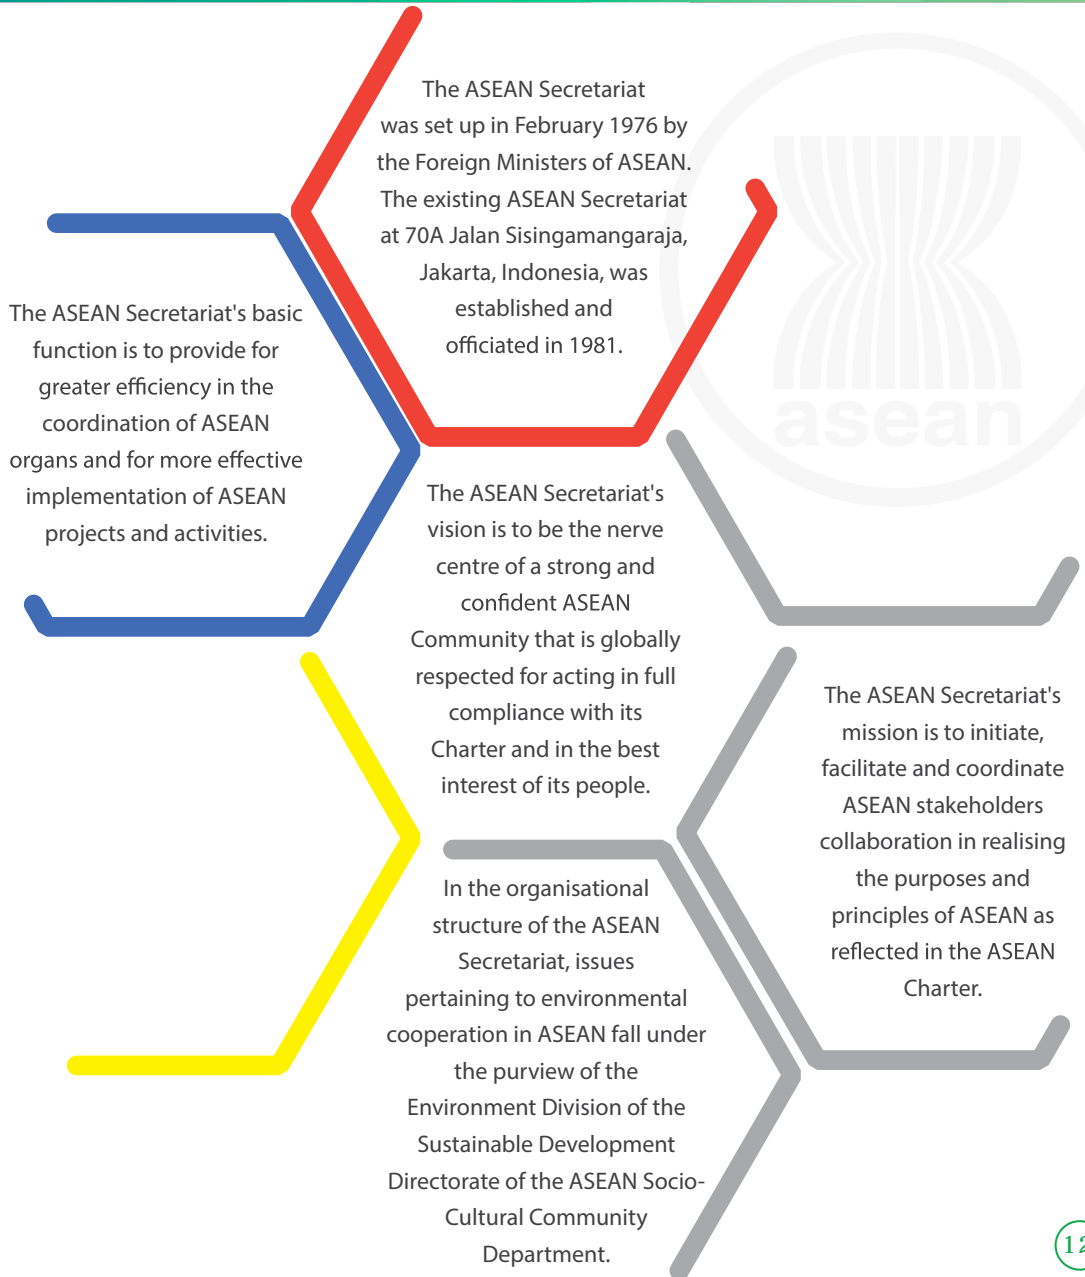 The ASEAN Secretariat
was set up in February 1976 by
the Foreign Ministers of ASEAN.
The existing ASEAN Secretariat
at 70A Jalan Sisingamangaraja,
Jakarta, Indonesia, was
established and
officiated in 1981.
asean
The ASEAN Secretariat's basic
function is to provide for
greater efficiency in the
coordination of ASEAN
organs and for more effective
implementation of ASEAN
projects and activities.
The ASEAN Secretariat's
vision is to be the nerve
centre of a strong and
confident ASEAN
Community that is globally
respected for acting in full
compliance with its
Charter and in the best
interest of its people.
The ASEAN Secretariat's
mission is to initiate,
facilitate and coordinate
ASEAN stakeholders
collaboration in realising
the purposes and
principles of ASEAN as
reflected in the ASEAN
Charter.
In the organisational
structure of the ASEAN
Secretariat, issues
pertaining to environmental
cooperation in ASEAN fall under
the purview of the
Environment Division of the
Sustainable Development
Directorate of the ASEAN Socio-
Cultural Community
Department.
12